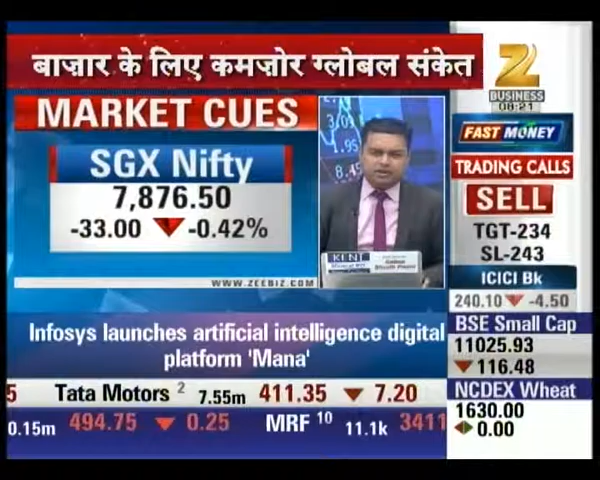 बाज़ार के लिए कमज़ोर ग्लोबल संकेत
Z
BUSINESS
08:21
MARKET CUES
SGX Nifty
7,876.50
-33.00 -0.42%
WWW.ZEEBIZ.COM
KENT
FAST MONEY
TRADING CALLS
SELL
TGT-234
SL-243
ICICI Bk
240.10 -4.50
BSE Small Cap
11025.93
116.48
NCDEX Wheat
1630.00
0.00
Infosys launches artificial intelligence digital
platform 'Mana'
5 Tata Motors 2 7.55m 411.35 7.20
0.15m 494.75 0.25 MRF 10 11.1k 3411